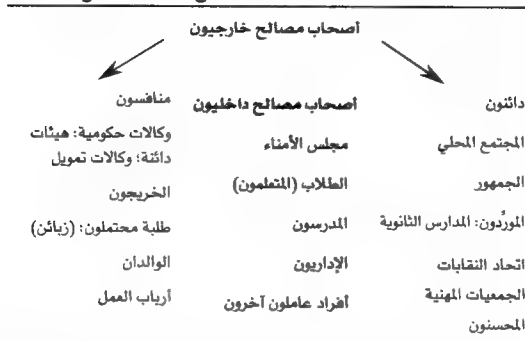 أصحاب مصالح خارجيون
دائنون
المجتمع المحلي
الجمهور
المورِّدون: المدارس الثانوية
اتحاد النقابات
الجمعيات المهنية
المحسنون
أصحاب مصالح داخليون
مجلس الأمناء
الطلاب (المتعلمون)
المدرسون
الإداريون
أفراد عاملون آخرون
منافسون
وكالات حكومية: هيئات
دائنة؛ وكالات تمويل
الخريجون
طلبة محتملون: (زبائن)
الوالدان
أرباب العمل